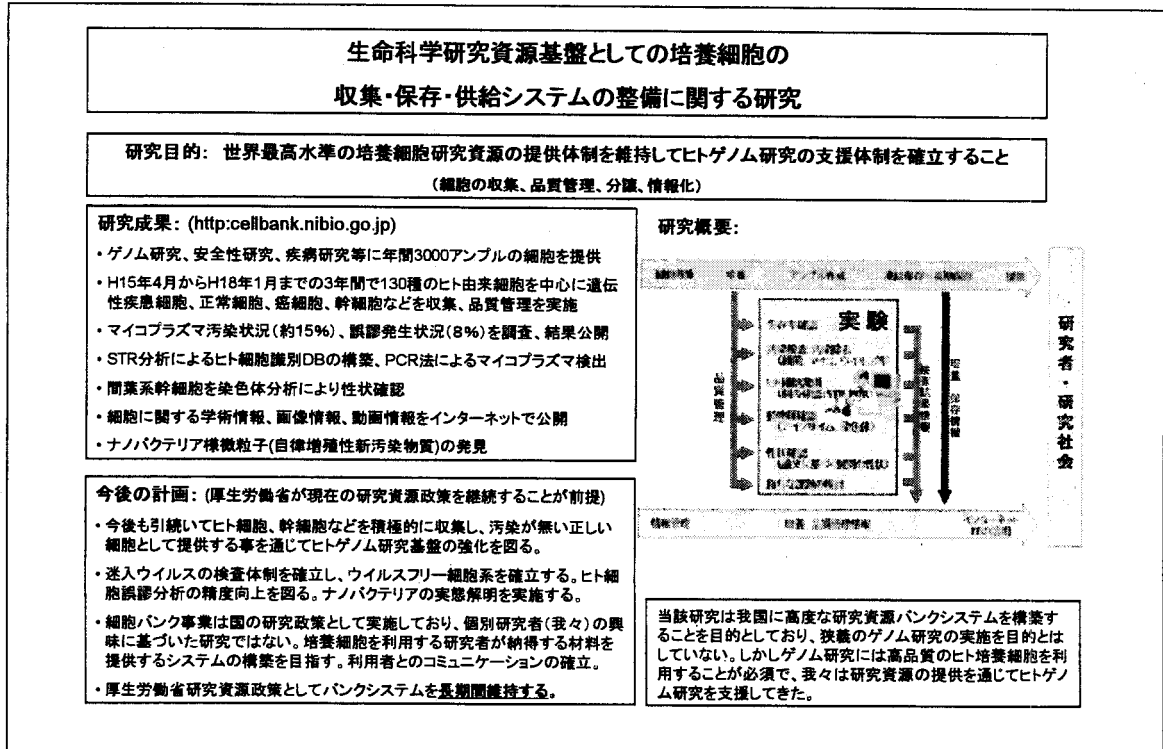 生命科学研究資源基盤としての培養細胞の
収集・保存・供給システムの整備に関する研究
研究目的: 世界最高水準の培養細胞研究資源の提供体制を維持してヒトゲノム研究の支援体制を確立すること
(細胞の収集、品質管理、分譲、情報化)
研究成果: (http:cellbank.nibio.go.jp)
・ゲノム研究、安全性研究、疾病研究等に年間3000アンプルの細胞を提供
・H15年4月からH18年1月までの3年間で130種のヒト由来細胞を中心に遺伝
性疾患細胞、正常細胞、癌細胞、幹細胞などを収集、品質管理を実施
・マイコプラズマ汚染状況(約15%)、誤謬発生状況(8%)を調査、結果公開
・STR分析によるヒト細胞識別DBの構築、PCR法によるマイコプラズマ検出
・間葉系幹細胞を染色体分析により性状確認
・細胞に関する学術情報、画像情報、動画情報をインターネットで公開
・ナノバクテリア様微粒子(自律増殖性新汚染物質)の発見
今後の計画: (厚生労働省が現在の研究資源政策を継続することが前提)
・今後も引続いてヒト細胞、幹細胞などを積極的に収集し、汚染が無い正しい
細胞として提供する事を通じてヒトゲノム研究基盤の強化を図る。
・迷入ウイルスの検査体制を確立し、ウイルスフリー細胞系を確立する。ヒト細
胞誤謬分析の精度向上を図る。ナノバクテリアの実態解明を実施する。
・細胞バンク事業は国の研究政策として実施しており、個別研究者(我々)の興
味に基づいた研究ではない。培養細胞を利用する研究者が納得する材料を
提供するシステムの構築を目指す。利用者とのコミュニケーションの確立。
・厚生労働省研究資源政策としてバンクシステムを長期間維持する。
研究概要:
実験
品質管理
研究者・研究社会
当該研究は我国に高度な研究資源バンクシステムを構築す
ることを目的としており、狭義のゲノム研究の実施を目的とは
していない。しかしゲノム研究には高品質のヒト培養細胞を利
用することが必須で、我々は研究資源の提供を通じてヒトゲノ
ム研究を支援してきた。